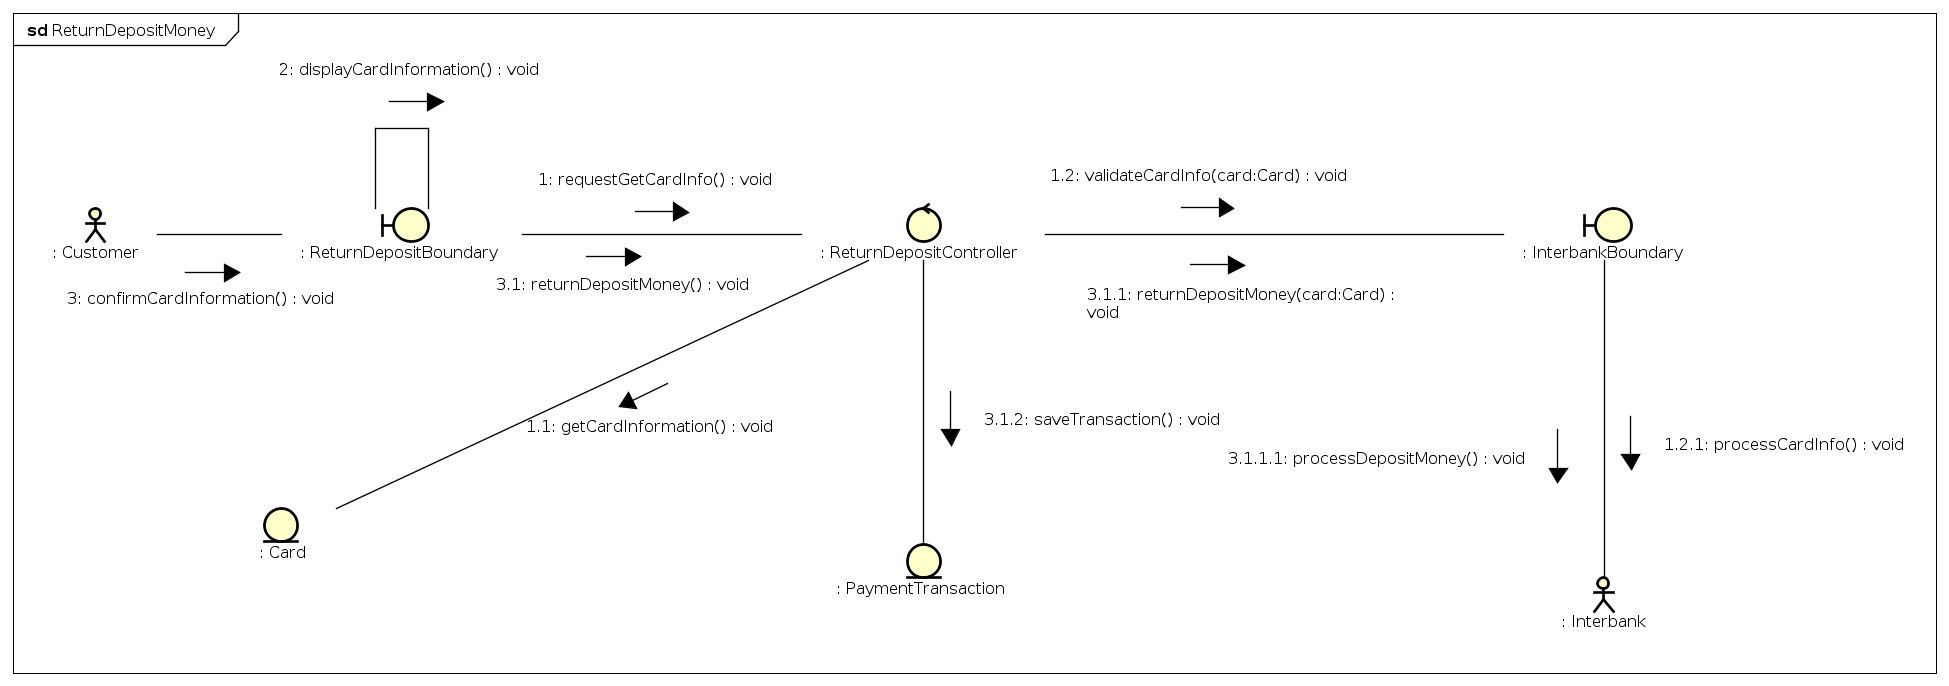 sd ReturnDepositMoney
2: displayCardInformation() : void
1: requestGetCardInfo() : void
1.2: validateCardInfo(card:Card) : void
: Customer
: ReturnDepositBoundary
: ReturnDepositController
: InterbankBoundary
3: confirmCardInformation() : void
3.1: returnDepositMoney() : void
3.1.1: returnDepositMoney(card:Card) :
void
1.1: getCardInformation() : void
3.1.2: saveTransaction() : void
3.1.1.1: processDepositMoney() : void
1.2.1: processCardInfo() : void
: Card
: PaymentTransaction
: Interbank